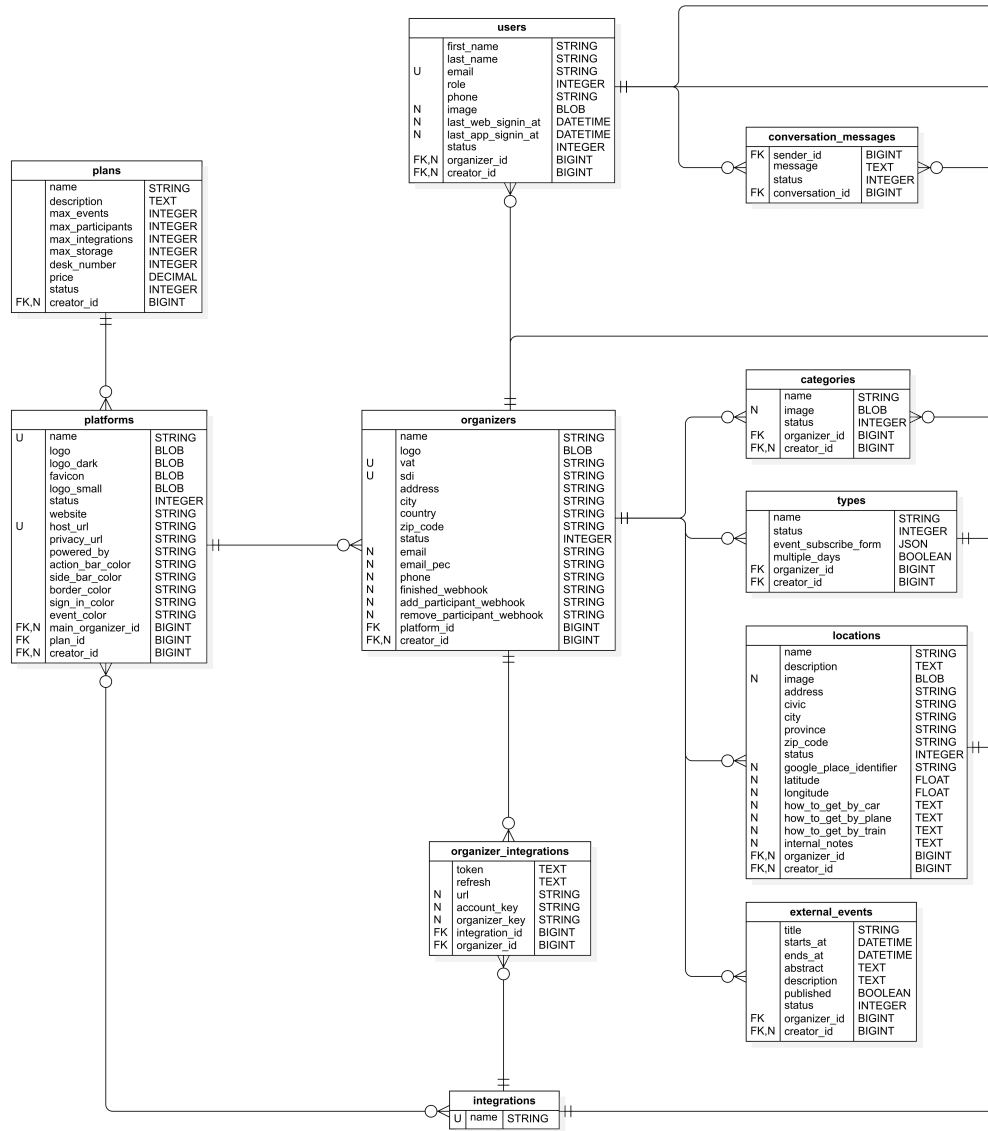 users
first_name STRING
last_name STRING
U email STRING
role INTEGER
phone STRING
N image BLOB
N last_web_signin_at DATETIME
N last_app_signin_at DATETIME
status INTEGER
FK,N organizer_id BIGINT
FK,N creator_id BIGINT
conversation_messages
FK sender_id BIGINT
message TEXT
status INTEGER
FK conversation_id BIGINT
plans
name STRING
description TEXT
max_events INTEGER
max_participants INTEGER
max_integrations INTEGER
max_storage INTEGER
desk_number INTEGER
price DECIMAL
status INTEGER
FK,N creator_id BIGINT
platforms
U name STRING
logo BLOB
logo_dark BLOB
favicon BLOB
logo_small BLOB
status INTEGER
website STRING
U host_url STRING
privacy_url STRING
powered_by STRING
action_bar_color STRING
side_bar_color STRING
border_color STRING
sign_in_color STRING
event_color STRING
FK,N main_organizer_id BIGINT
FK plan_id BIGINT
FK,N creator_id BIGINT
organizers
name STRING
logo BLOB
U vat STRING
U sdi STRING
address STRING
city STRING
country STRING
zip_code STRING
status INTEGER
N email STRING
N email_pec STRING
N phone STRING
N finished_webhook STRING
N add_participant_webhook STRING
N remove_participant_webhook STRING
FK platform_id BIGINT
FK,N creator_id BIGINT
categories
name STRING
N image BLOB
status INTEGER
FK organizer_id BIGINT
FK,N creator_id BIGINT
types
name STRING
status INTEGER
event_subscribe_form JSON
multiple_days BOOLEAN
FK organizer_id BIGINT
FK creator_id BIGINT
locations
name STRING
description TEXT
N image BLOB
address STRING
civic STRING
city STRING
province STRING
zip_code STRING
status INTEGER
N google_place_identifier STRING
N latitude FLOAT
N longitude FLOAT
N how_to_get_by_car TEXT
N how_to_get_by_plane TEXT
N how_to_get_by_train TEXT
N internal_notes TEXT
FK,N organizer_id BIGINT
FK,N creator_id BIGINT
organizer_integrations
token TEXT
refresh TEXT
N url STRING
N account_key STRING
N organizer_key STRING
FK integration_id BIGINT
FK organizer_id BIGINT
external_events
title STRING
starts_at DATETIME
ends_at DATETIME
abstract TEXT
description TEXT
published BOOLEAN
status INTEGER
FK organizer_id BIGINT
FK,N creator_id BIGINT
integrations
U name STRING